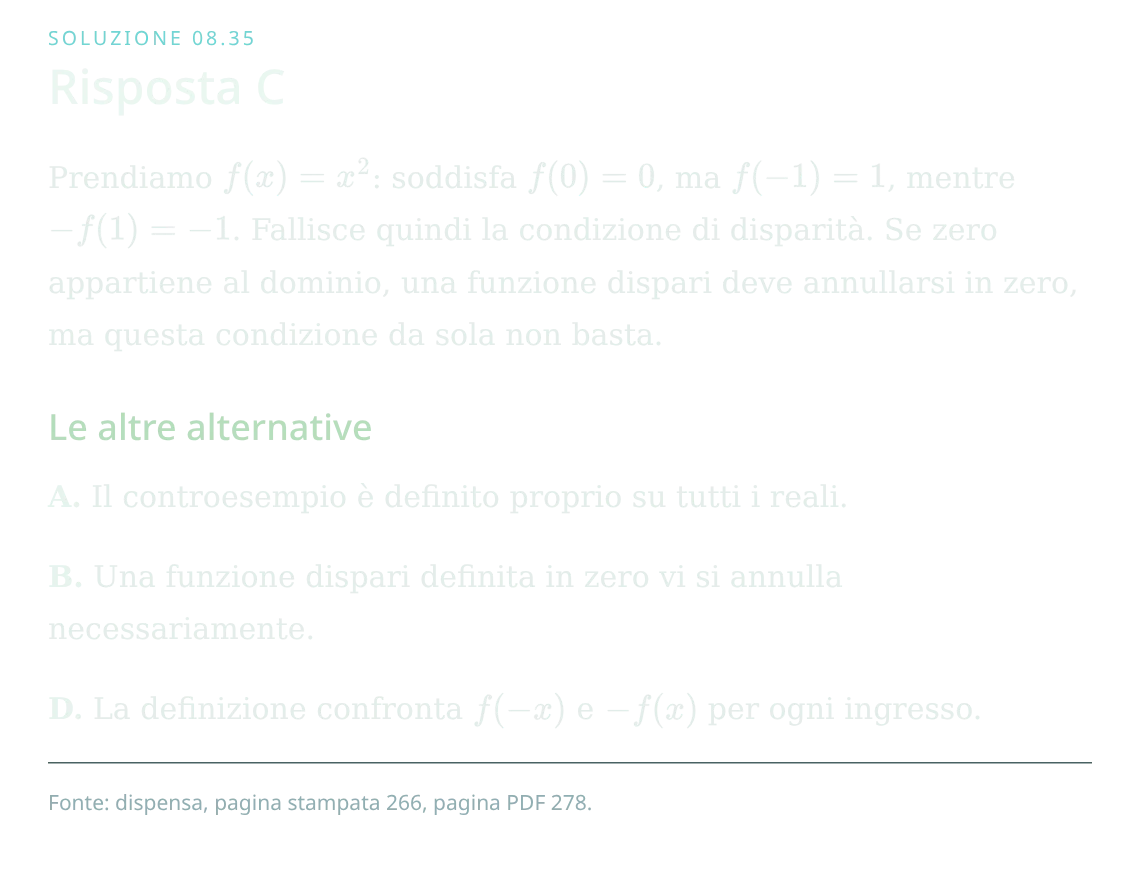 SOLUZIONE 08.35
Risposta C
Prendiamo f(x) = x²: soddisfa f(0) = 0, ma f(−1) = 1, mentre
−f(1) = −1. Fallisce quindi la condizione di disparità. Se zero
appartiene al dominio, una funzione dispari deve annullarsi in zero,
ma questa condizione da sola non basta.
Le altre alternative
A. Il controesempio è definito proprio su tutti i reali.
B. Una funzione dispari definita in zero vi si annulla
necessariamente.
D. La definizione confronta f(−x) e −f(x) per ogni ingresso.
Fonte: dispensa, pagina stampata 266, pagina PDF 278.